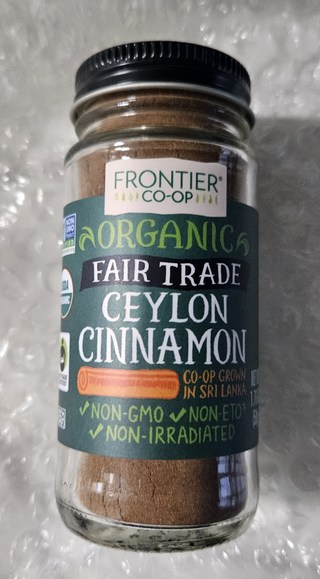 FRONTIER®
CO-OP
ORGANIC
FAIR TRADE
CEYLON
CINNAMON
CO-OP GROWN
IN SRI LANKA
✓NON-GMO ✓NON-ETO*
✓NON-IRRADIATED